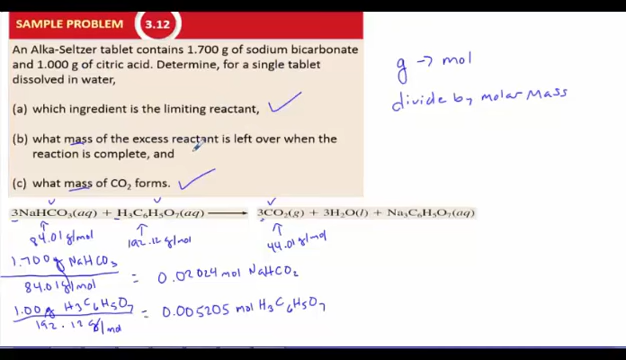 SAMPLE PROBLEM 3.12
An Alka-Seltzer tablet contains 1.700 g of sodium bicarbonate
and 1.000 g of citric acid. Determine, for a single tablet
dissolved in water,
(a) which ingredient is the limiting reactant,
(b) what mass of the excess reactant is left over when the
reaction is complete, and
(c) what mass of CO₂ forms.
g → mol
divide by molar mass
3NaHCO₃(aq) + H₃C₆H₅O₇(aq) ⟶ 3CO₂(g) + 3H₂O(l) + Na₃C₆H₅O₇(aq)
84.01 g/mol 192.12 g/mol 44.01 g/mol
1.700g NaHCO₃
84.01 g/mol
= 0.02024 mol NaHCO₂
1.00g H₃C₆H₅O₇
192.12 g/mol
= 0.005205 mol H₃C₆H₅O₇